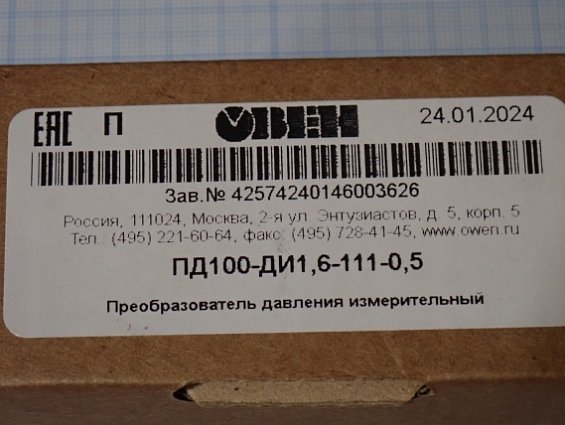 EAC П ОВЕН 24.01.2024
Зав.№ 42574240146003626
Россия, 111024, Москва, 2-я ул. Энтузиастов, д. 5, корп. 5
Тел.: (495) 221-60-64, факс: (495) 728-41-45, www.owen.ru
ПД100-ДИ1,6-111-0,5
Преобразователь давления измерительный